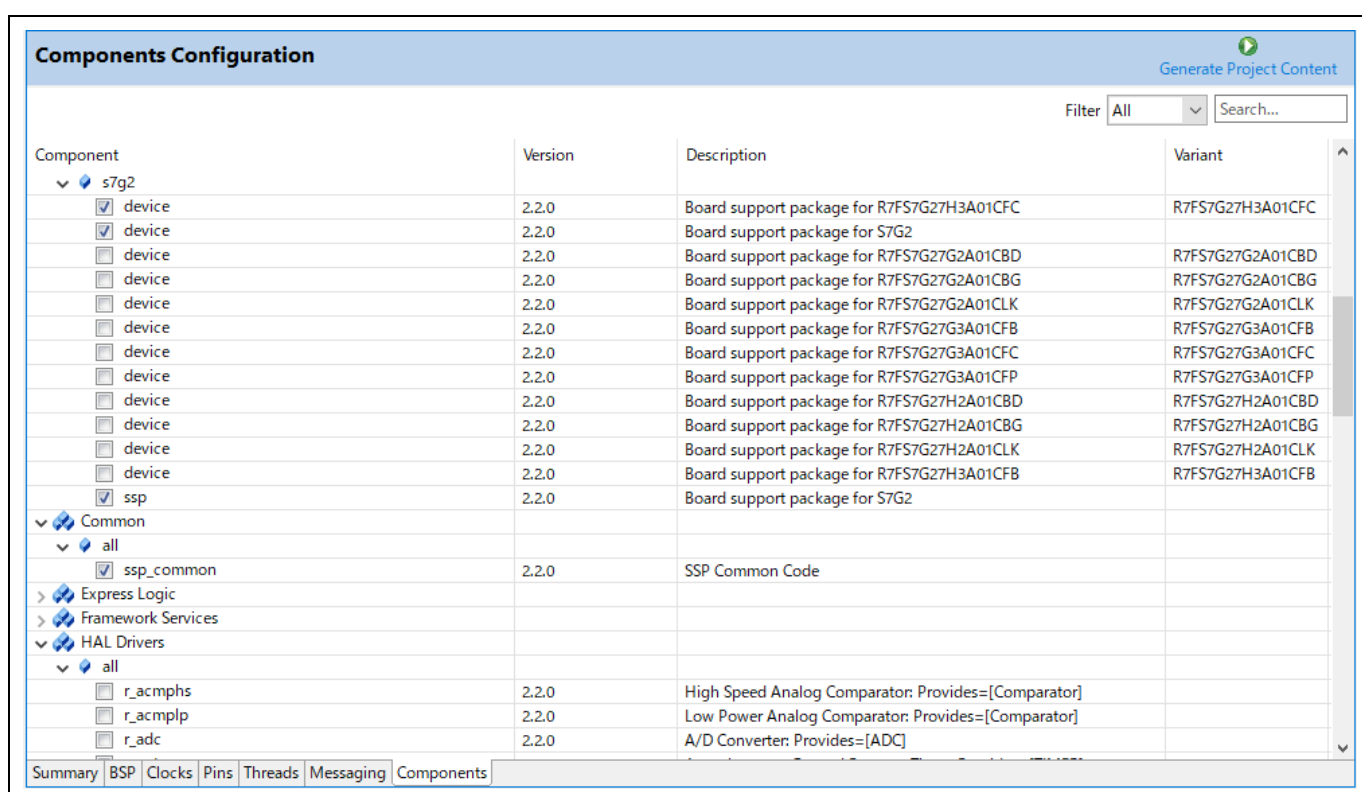 Components Configuration
Generate Project Content
Filter All Search...
Component Version Description Variant
s7g2
device 2.2.0 Board support package for R7FS7G27H3A01CFC R7FS7G27H3A01CFC
device 2.2.0 Board support package for S7G2
device 2.2.0 Board support package for R7FS7G27G2A01CBD R7FS7G27G2A01CBD
device 2.2.0 Board support package for R7FS7G27G2A01CBG R7FS7G27G2A01CBG
device 2.2.0 Board support package for R7FS7G27G2A01CLK R7FS7G27G2A01CLK
device 2.2.0 Board support package for R7FS7G27G3A01CFB R7FS7G27G3A01CFB
device 2.2.0 Board support package for R7FS7G27G3A01CFC R7FS7G27G3A01CFC
device 2.2.0 Board support package for R7FS7G27G3A01CFP R7FS7G27G3A01CFP
device 2.2.0 Board support package for R7FS7G27H2A01CBD R7FS7G27H2A01CBD
device 2.2.0 Board support package for R7FS7G27H2A01CBG R7FS7G27H2A01CBG
device 2.2.0 Board support package for R7FS7G27H2A01CLK R7FS7G27H2A01CLK
device 2.2.0 Board support package for R7FS7G27H3A01CFB R7FS7G27H3A01CFB
ssp 2.2.0 Board support package for S7G2
Common
all
ssp_common 2.2.0 SSP Common Code
Express Logic
Framework Services
HAL Drivers
all
r_acmphs 2.2.0 High Speed Analog Comparator: Provides=[Comparator]
r_acmplp 2.2.0 Low Power Analog Comparator: Provides=[Comparator]
r_adc 2.2.0 A/D Converter: Provides=[ADC]
Summary BSP Clocks Pins Threads Messaging Components